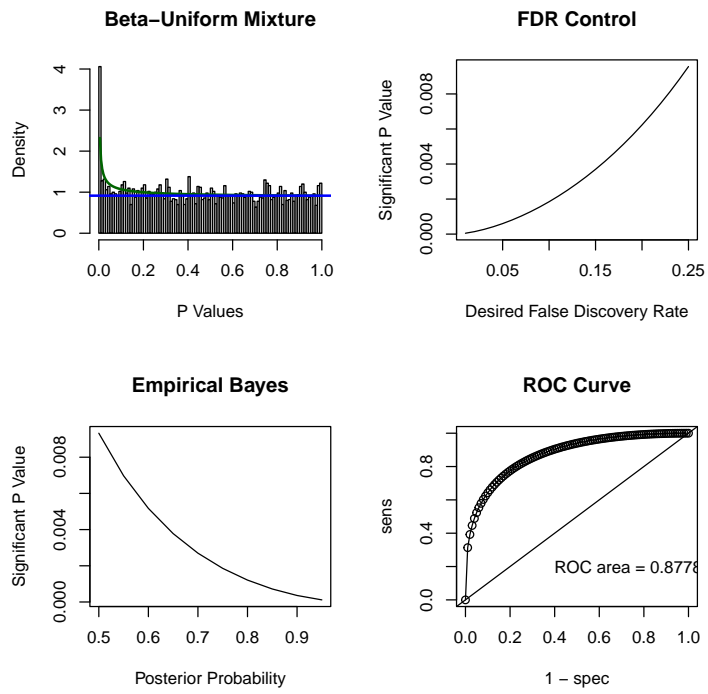 Beta−Uniform Mixture
Density
0 1 2 3 4
0.0 0.2 0.4 0.6 0.8 1.0
P Values
FDR Control
Significant P Value
0.000 0.004 0.008
0.05 0.15 0.25
Desired False Discovery Rate
Empirical Bayes
Significant P Value
0.000 0.004 0.008
0.5 0.6 0.7 0.8 0.9
Posterior Probability
ROC Curve
sens
0.0 0.4 0.8
ROC area = 0.8778
0.0 0.2 0.4 0.6 0.8 1.0
1 − spec